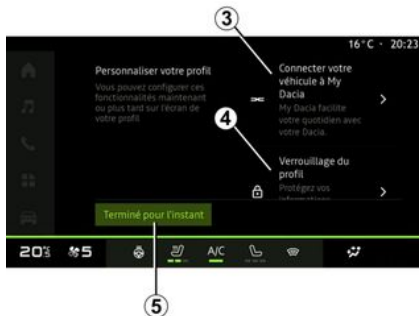 3
16°C · 20:23
Personnaliser votre profil
Vous pouvez configurer ces
fonctionnalités maintenant
ou plus tard sur l'écran de
votre profil
Connecter votre
véhicule à My
Dacia
My Dacia facilite
votre quotidien avec
votre Dacia.
4
Verrouillage du
profil
Protégez vos
informations
Terminé pour l'instant
20°5
5
A/C
5